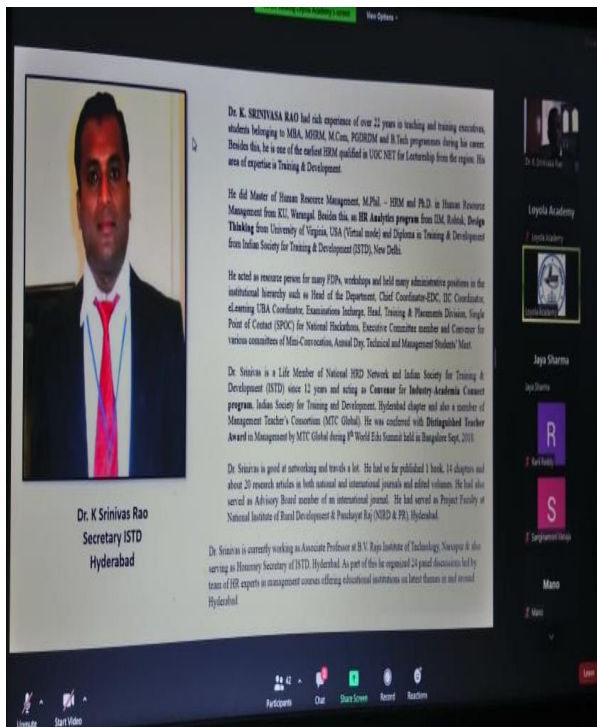 View Options
Dr. K. SRINIVASA RAO had rich experience of over 22 years in teaching and training executives,
students belonging to MBA, MHRM, M.Com, PGDRDM and B.Tech programmes during his career.
Besides this, he is one of the earliest HRM qualified in UGC NET for Lectureship from the region. His
area of expertise is Training & Development.
He did Master of Human Resource Management, M.Phil. - HRM and Ph.D. in Human Resource
Management from KU, Warangal. Besides this, an HR Analytics program from IIM, Rohtak, Design
Thinking from University of Virginia, USA (Virtual mode) and Diploma in Training & Development
from Indian Society for Training & Development (ISTD), New Delhi.
He acted as resource person for many FDPs, workshops and held many administrative positions in the
institutional hierarchy such as Head of the Department, Chief Coordinator-EDC, IIC Coordinator,
eLearning UBA Coordinator, Examinations Incharge, Head, Training & Placements Division, Single
Point of Contact (SPOC) for National Hackathons, Executive Committee member and Convener for
various committees of Mini-Convocation, Annual Day, Technical and Management Students' Meet.
Dr. Srinivas is a Life Member of National HRD Network and Indian Society for Training &
Development (ISTD) since 12 years and acting as Convener for Industry-Academia Connect
program, Indian Society for Training and Development, Hyderabad chapter and also a member of
Management Teacher's Consortium (MTC Global). He was conferred with Distinguished Teacher
Award in Management by MTC Global during 8th World Edu Summit held in Bangalore Sept, 2018.
Dr. Srinivas is good at networking and travels a lot. He had so far published 1 book, 14 chapters and
about 20 research articles in both national and international journals and edited volumes. He had also
served as Advisory Board member of an international journal. He had served as Project Faculty at
National Institute of Rural Development & Panchayat Raj (NIRD & PR), Hyderabad.
Dr. Srinivas is currently working as Associate Professor at B.V. Raju Institute of Technology, Narsapur & also
serving as Honorary Secretary of ISTD, Hyderabad. As part of this he organized 24 panel discussions led by
team of HR experts in management courses offering educational institutions on latest themes in and around
Hyderabad
Dr. K Srinivas Rao
Secretary ISTD
Hyderabad
Dr. K Srinivasa Rao
Loyola Academy
Loyola Academy
Loyola Academy
Jaya Sharma
Jaya Sharma
R
Rani Reddy
S
Mano
Mano
Unmute
Start Video
42
Participants
Chat
Share Screen
Record
Reactions
Leave